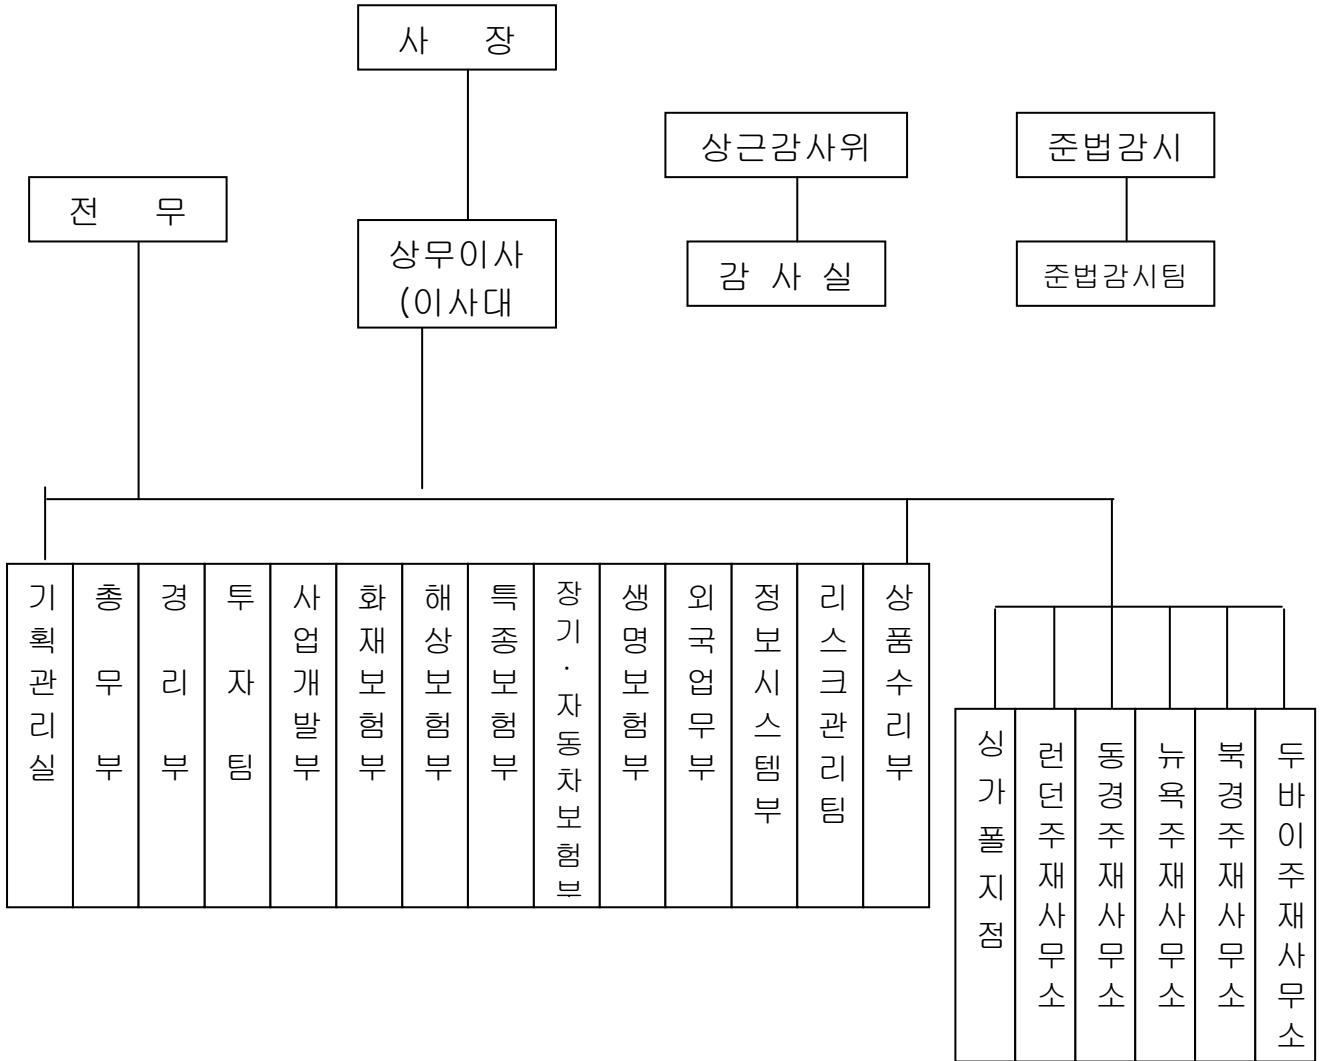 사 장
상근감사위
준법감시
전 무
상무이사
(이사대
감 사 실
준법감시팀
기획관리실
총무부
경리부
투자팀
사업개발부
화재보험부
해상보험부
특종보험부
장기·자동차보험부
생명보험부
외국업무부
정보시스템부
리스크관리팀
상품수리부
싱가폴지점
런던주재사무소
동경주재사무소
뉴욕주재사무소
북경주재사무소
두바이주재사무소